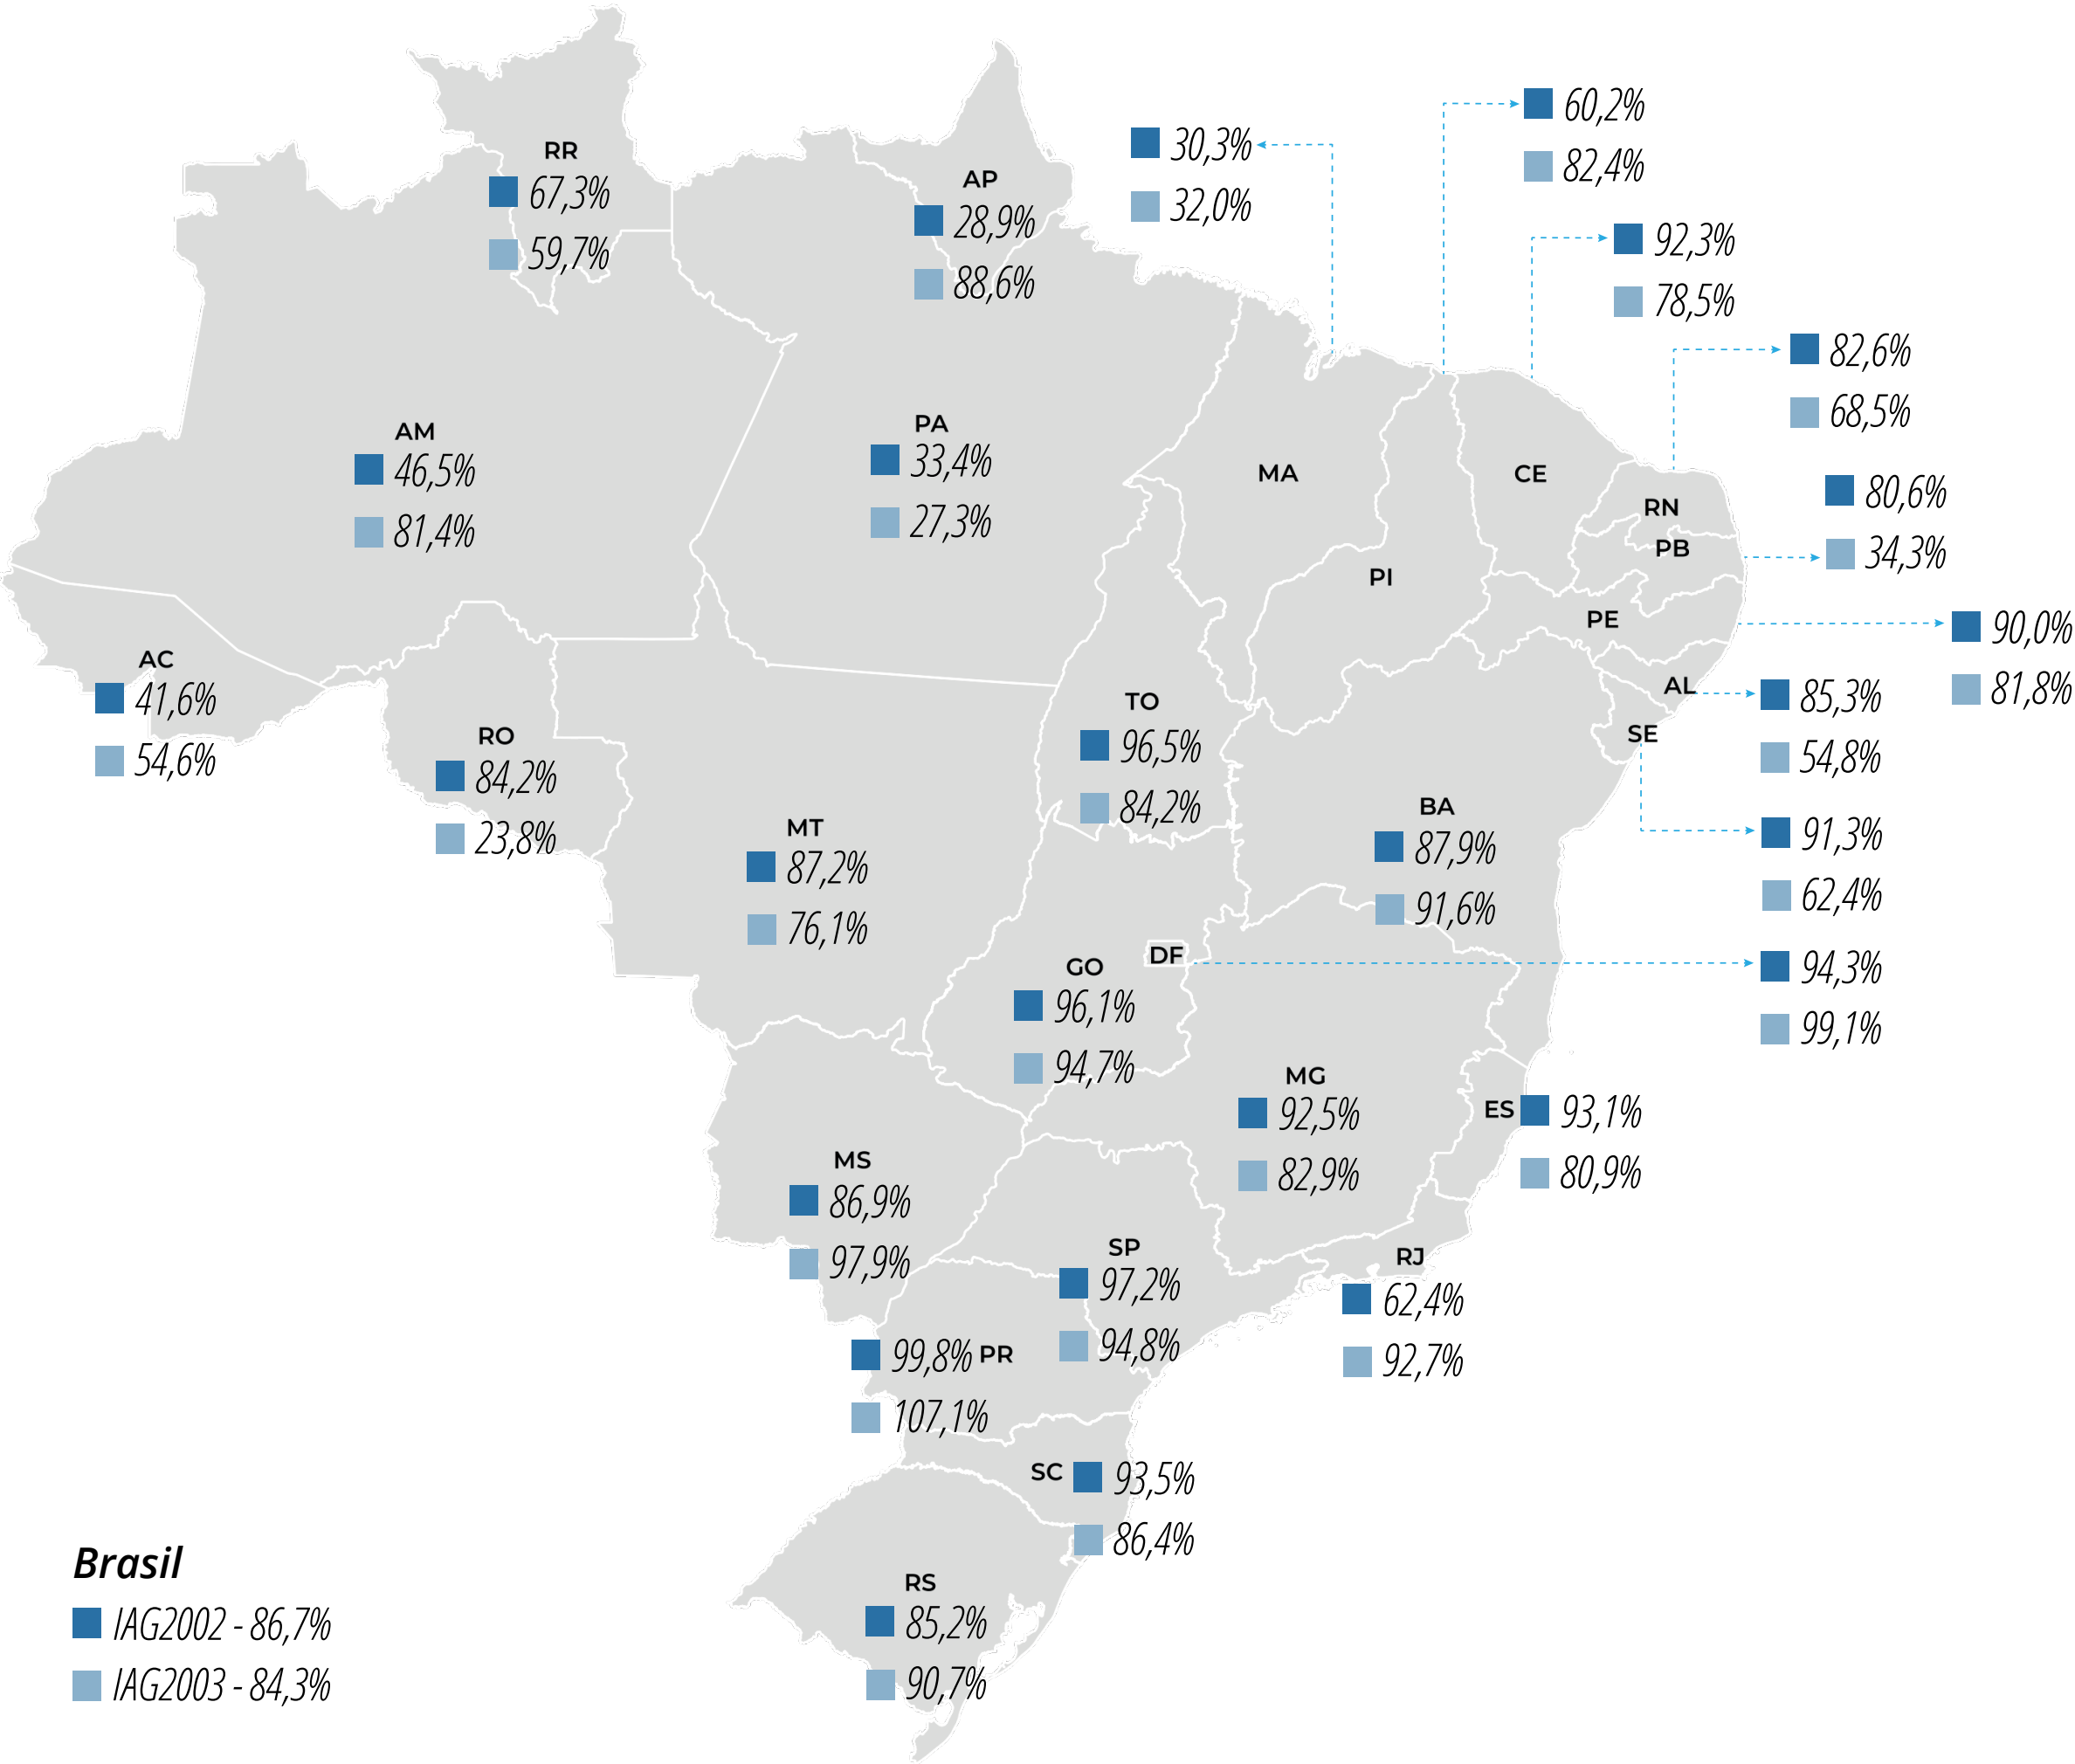 60,2%
82,4%
30,3%
32,0%
RR
67,3%
59,7%
AP
28,9%
88,6%
92,3%
78,5%
82,6%
68,5%
AM
46,5%
81,4%
PA
33,4%
27,3%
MA
CE
RN
PB
80,6%
34,3%
PI
PE
90,0%
81,8%
AC
41,6%
54,6%
RO
84,2%
23,8%
TO
96,5%
84,2%
AL
85,3%
54,8%
SE
91,3%
62,4%
MT
87,2%
76,1%
BA
87,9%
91,6%
DF
94,3%
99,1%
GO
96,1%
94,7%
MG
92,5%
82,9%
ES
93,1%
80,9%
MS
86,9%
97,9%
SP
97,2%
94,8%
RJ
62,4%
92,7%
99,8% PR
107,1%
SC
93,5%
86,4%
RS
85,2%
90,7%
Brasil
IAG2002 - 86,7%
IAG2003 - 84,3%